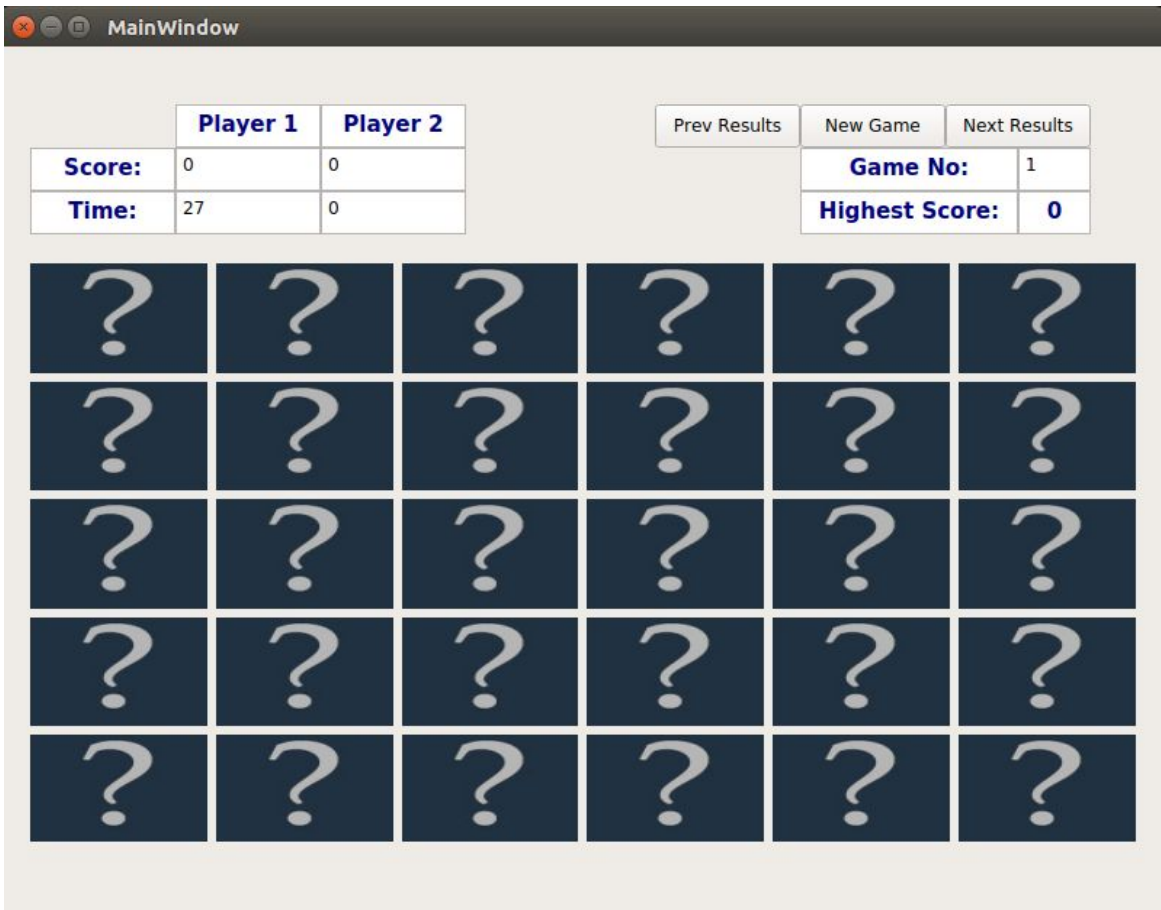 MainWindow
Player 1 Player 2 Prev Results New Game Next Results
Score: 0 0 Game No: 1
Time: 27 0 Highest Score: 0
? ? ? ? ? ?
? ? ? ? ? ?
? ? ? ? ? ?
? ? ? ? ? ?
? ? ? ? ? ?